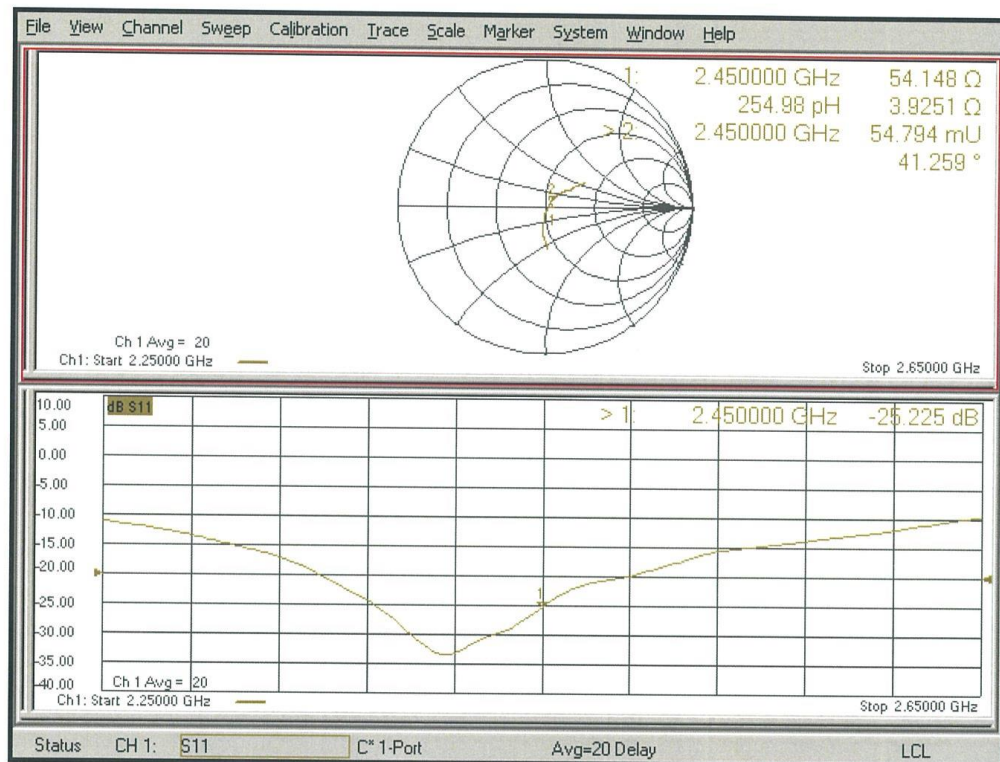 File View Channel Sweep Calibration Trace Scale Marker System Window Help
1: 2.450000 GHz 54.148 Ω
254.98 pH 3.9251 Ω
> 2: 2.450000 GHz 54.794 mU
41.259 °
Ch 1 Avg = 20
Ch1: Start 2.25000 GHz
Stop 2.65000 GHz
dB S11
> 1: 2.450000 GHz -25.225 dB
10.00
5.00
0.00
-5.00
-10.00
-15.00
-20.00
-25.00
-30.00
-35.00
-40.00
1
Ch 1 Avg = 20
Ch1: Start 2.25000 GHz
Stop 2.65000 GHz
Status CH 1: S11 C* 1-Port Avg=20 Delay LCL